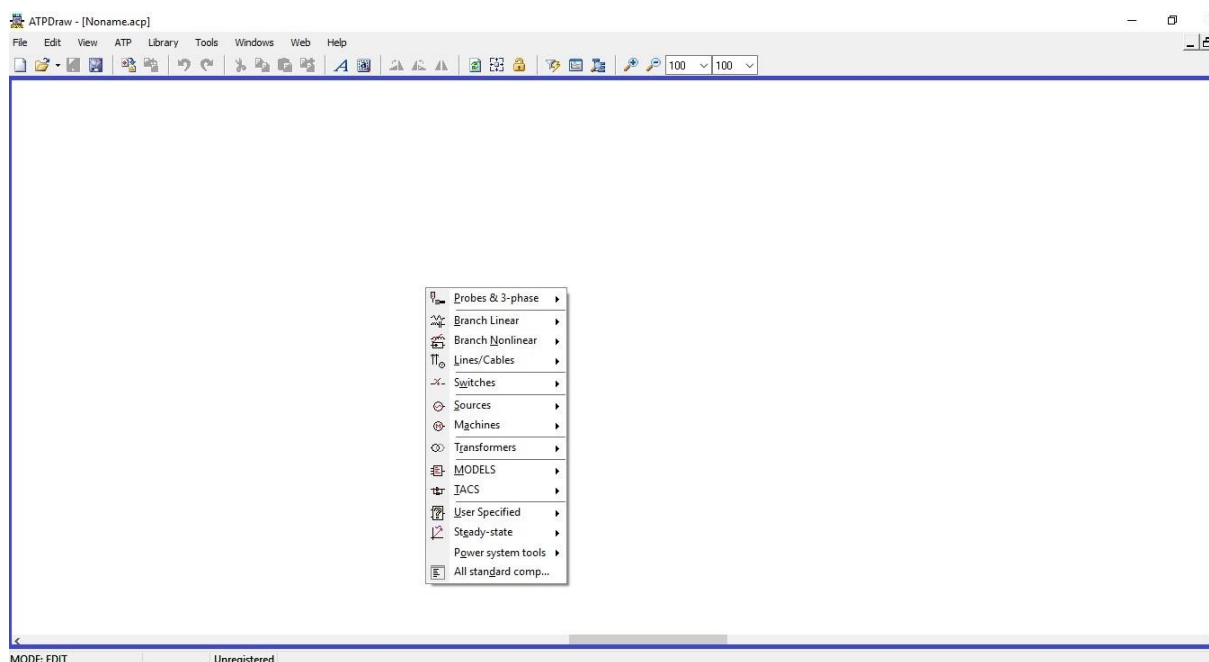 ATPDraw - [Noname.acp]
File Edit View ATP Library Tools Windows Web Help
100 100
Probes & 3-phase
Branch Linear
Branch Nonlinear
Lines/Cables
Switches
Sources
Machines
Transformers
MODELS
TACS
User Specified
Steady-state
Power system tools
All standard comp...
MODE: EDIT Unregistered